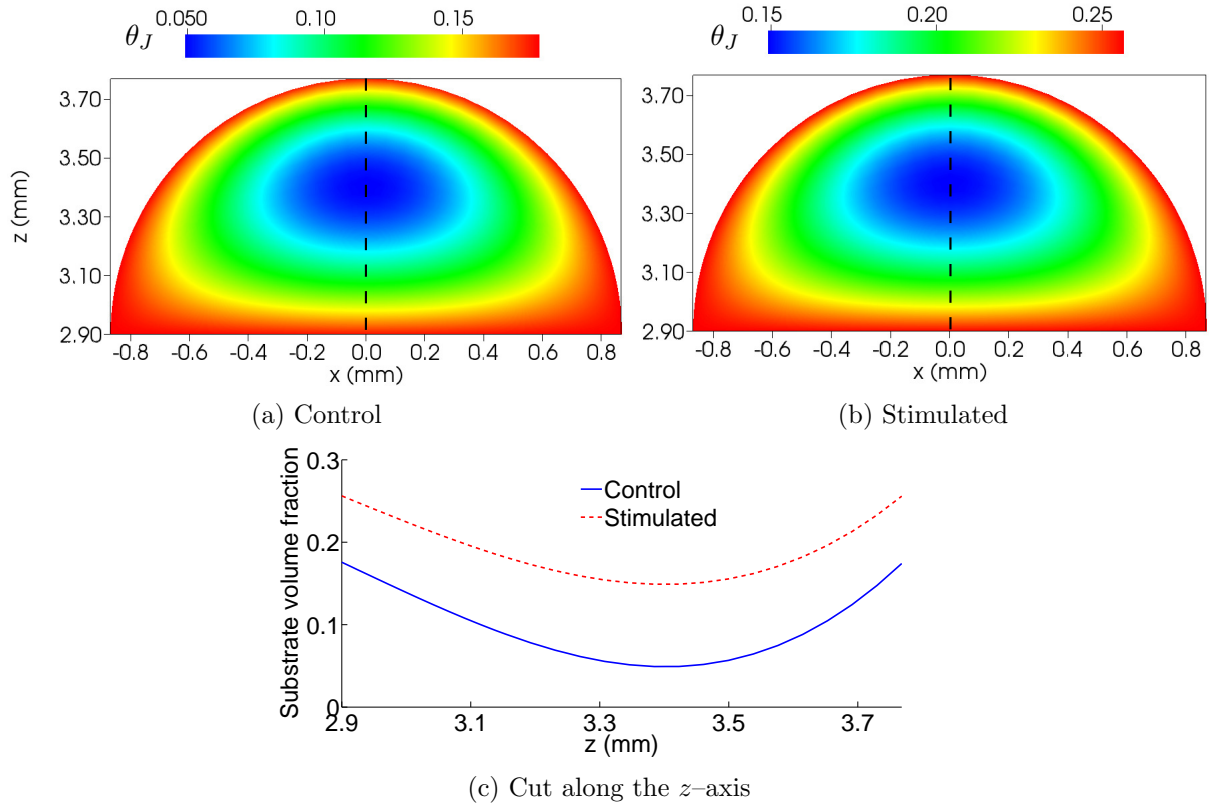 θ_J 0.050 0.10 0.15
θ_J 0.15 0.20 0.25
z (mm)
3.70
3.50
3.30
3.10
2.90
-0.8 -0.6 -0.4 -0.2 0.0 0.2 0.4 0.6 0.8
x (mm)
(a) Control
3.70
3.50
3.30
3.10
2.90
-0.8 -0.6 -0.4 -0.2 0.0 0.2 0.4 0.6 0.8
x (mm)
(b) Stimulated
Substrate volume fraction
0.3
0.2
0.1
0
Control
Stimulated
2.9 3.1 3.3 3.5 3.7
z (mm)
(c) Cut along the z–axis